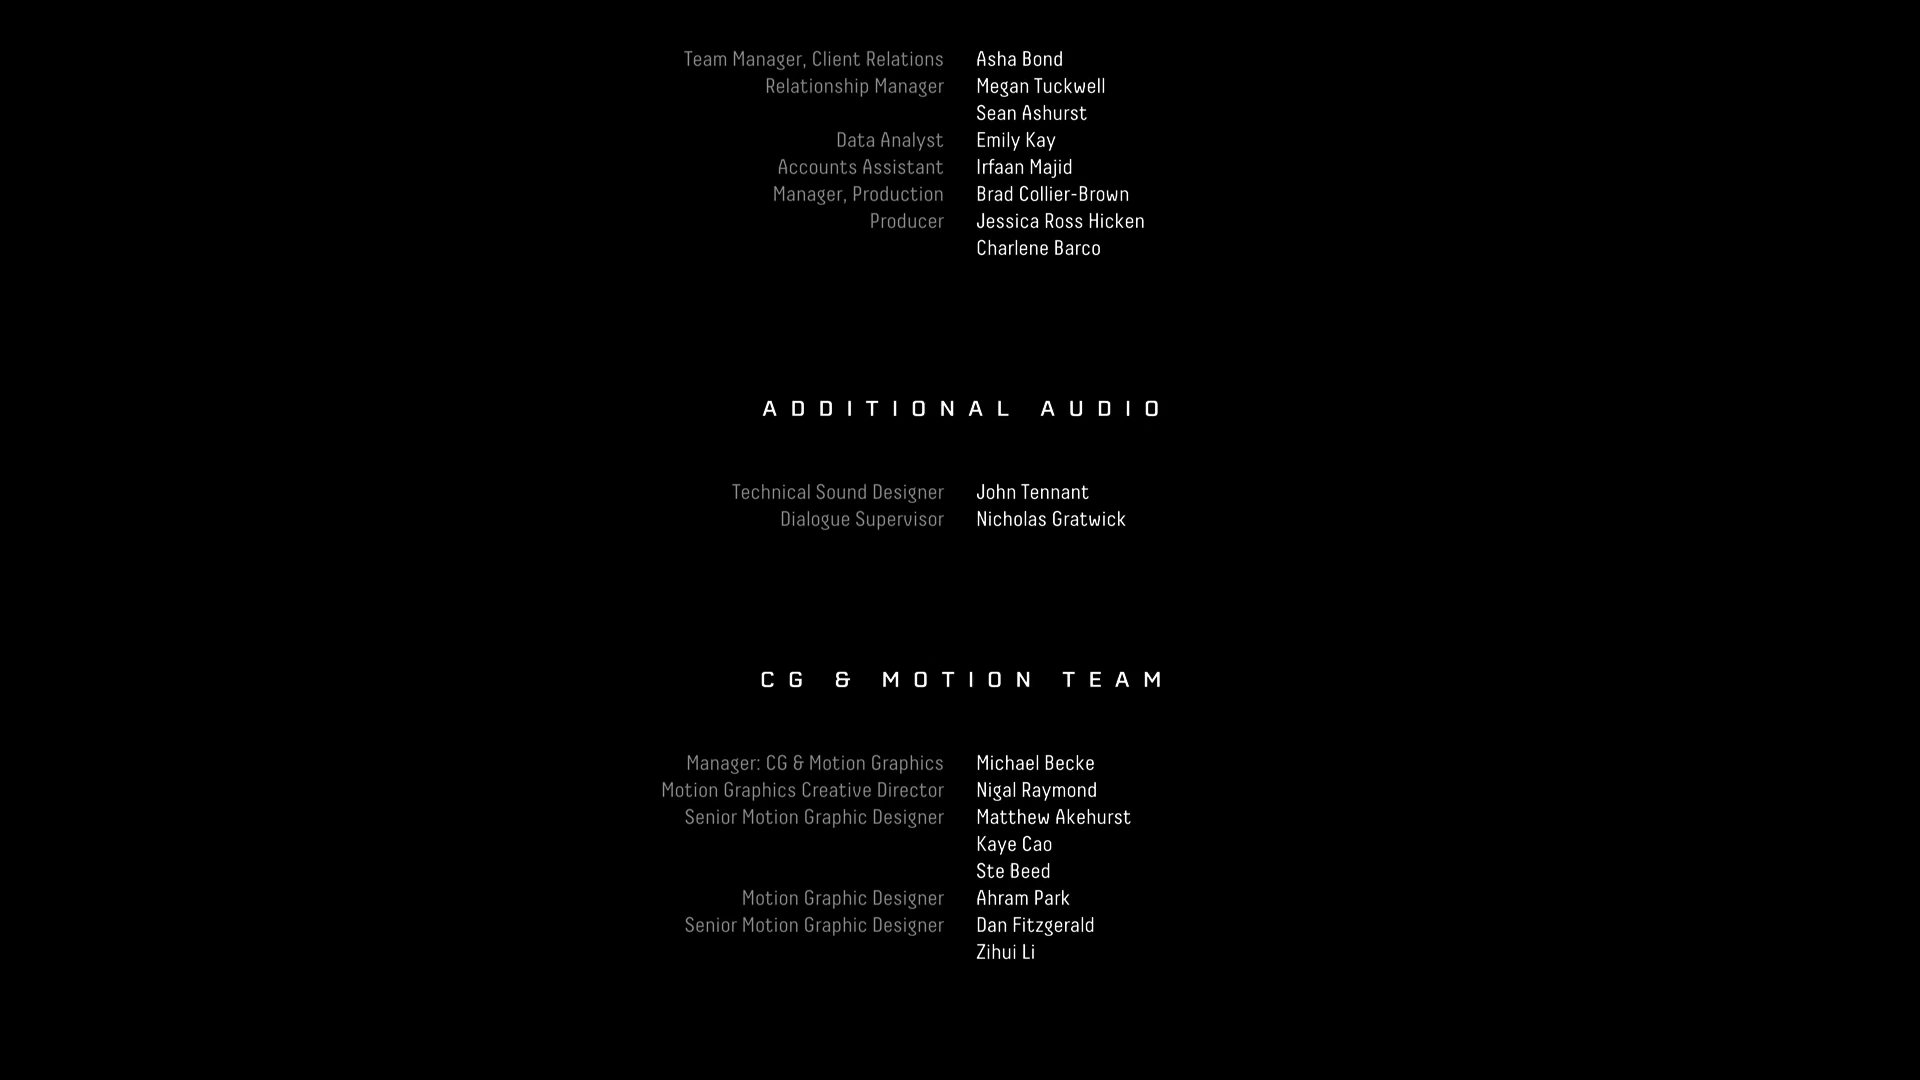 Team Manager, Client Relations Asha Bond
Relationship Manager Megan Tuckwell
Sean Ashurst
Data Analyst Emily Kay
Accounts Assistant Irfaan Majid
Manager, Production Brad Collier-Brown
Producer Jessica Ross Hicken
Charlene Barco
ADDITIONAL AUDIO
Technical Sound Designer John Tennant
Dialogue Supervisor Nicholas Gratwick
CG & MOTION TEAM
Manager: CG & Motion Graphics Michael Becke
Motion Graphics Creative Director Nigal Raymond
Senior Motion Graphic Designer Matthew Akehurst
Kaye Cao
Ste Beed
Motion Graphic Designer Ahram Park
Senior Motion Graphic Designer Dan Fitzgerald
Zihui Li